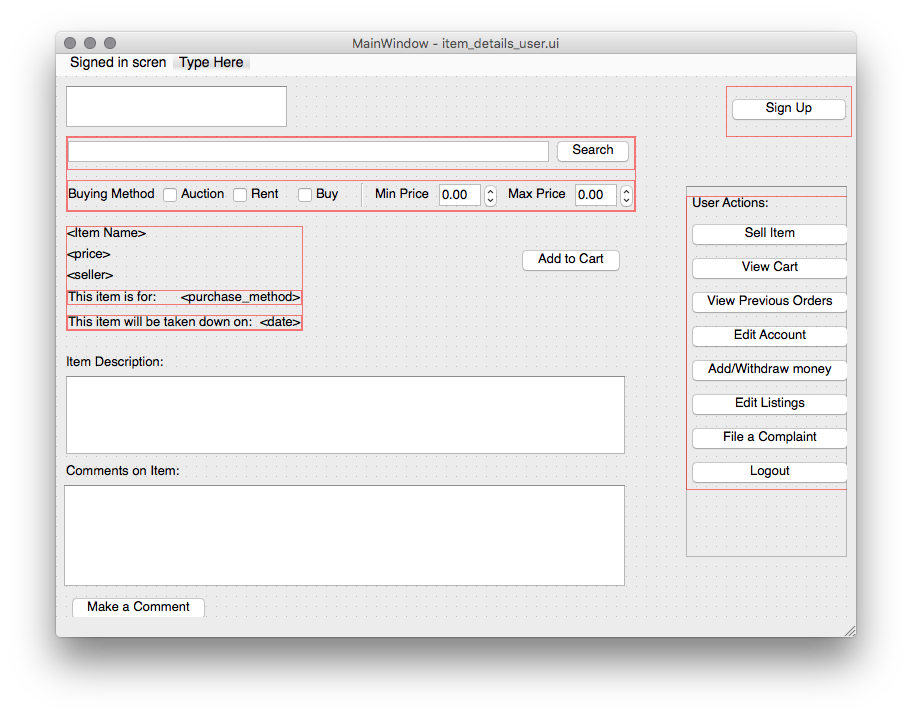 MainWindow - item_details_user.ui
Signed in scren Type Here
Sign Up
Search
Buying Method Auction Rent Buy Min Price 0.00 Max Price 0.00
<Item Name>
<price>
<seller>
This item is for: <purchase_method>
This item will be taken down on: <date>
Add to Cart
Item Description:
Comments on Item:
Make a Comment
User Actions:
Sell Item
View Cart
View Previous Orders
Edit Account
Add/Withdraw money
Edit Listings
File a Complaint
Logout